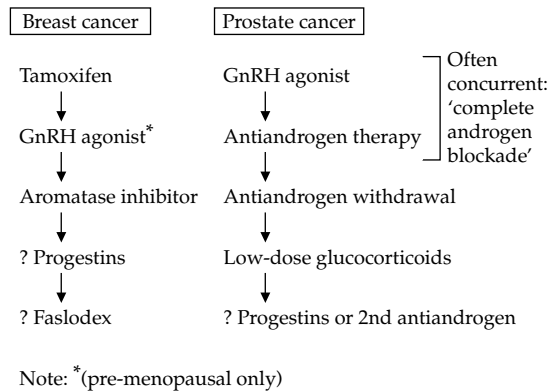 Breast cancer
Tamoxifen
GnRH agonist*
Aromatase inhibitor
? Progestins
? Faslodex
Prostate cancer
GnRH agonist
Antiandrogen therapy
Often
concurrent:
‘complete
androgen
blockade’
Antiandrogen withdrawal
Low-dose glucocorticoids
? Progestins or 2nd antiandrogen
Note: *(pre-menopausal only)